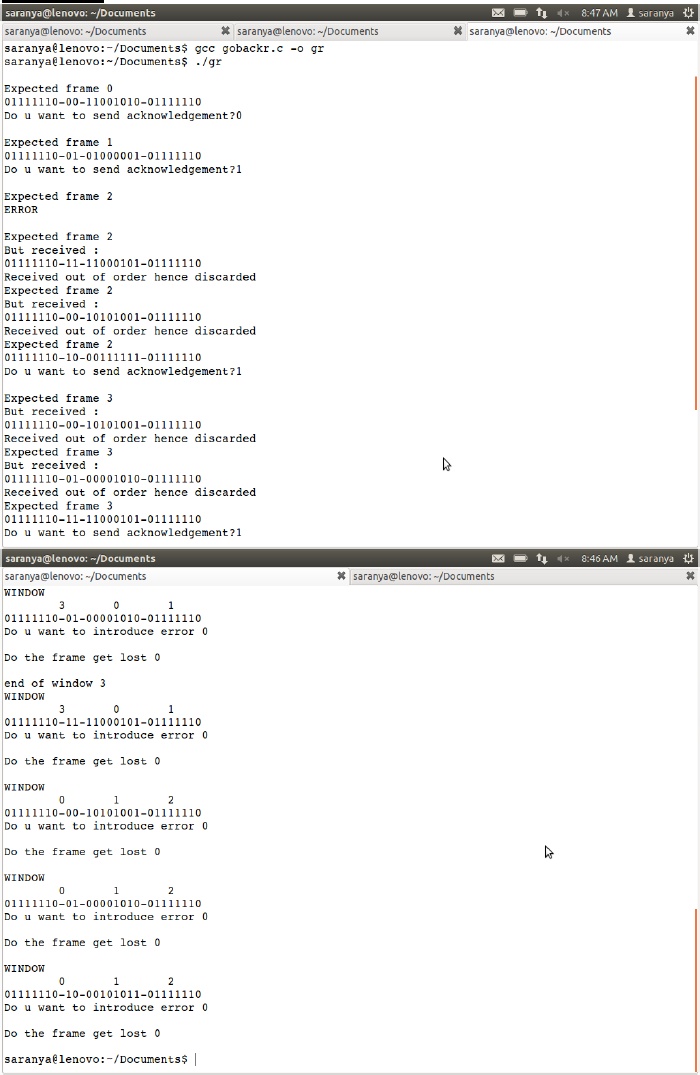 saranya@lenovo: ~/Documents 8:47 AM saranya
saranya@lenovo: ~/Documents saranya@lenovo: ~/Documents saranya@lenovo: ~/Documents
saranya@lenovo:~/Documents$ gcc gobackr.c -o gr
saranya@lenovo:~/Documents$ ./gr
Expected frame 0
01111110-00-11001010-01111110
Do u want to send acknowledgement?0
Expected frame 1
01111110-01-01000001-01111110
Do u want to send acknowledgement?1
Expected frame 2
ERROR
Expected frame 2
But received :
01111110-11-11000101-01111110
Received out of order hence discarded
Expected frame 2
But received :
01111110-00-10101001-01111110
Received out of order hence discarded
Expected frame 2
01111110-10-00111111-01111110
Do u want to send acknowledgement?1
Expected frame 3
But received :
01111110-00-10101001-01111110
Received out of order hence discarded
Expected frame 3
But received :
01111110-01-00001010-01111110
Received out of order hence discarded
Expected frame 3
01111110-11-11000101-01111110
Do u want to send acknowledgement?1
saranya@lenovo: ~/Documents 8:46 AM saranya
saranya@lenovo: ~/Documents saranya@lenovo: ~/Documents
WINDOW
3 0 1
01111110-01-00001010-01111110
Do u want to introduce error 0
Do the frame get lost 0
end of window 3
WINDOW
3 0 1
01111110-11-11000101-01111110
Do u want to introduce error 0
Do the frame get lost 0
WINDOW
0 1 2
01111110-00-10101001-01111110
Do u want to introduce error 0
Do the frame get lost 0
WINDOW
0 1 2
01111110-01-00001010-01111110
Do u want to introduce error 0
Do the frame get lost 0
WINDOW
0 1 2
01111110-10-00101011-01111110
Do u want to introduce error 0
Do the frame get lost 0
saranya@lenovo:~/Documents$